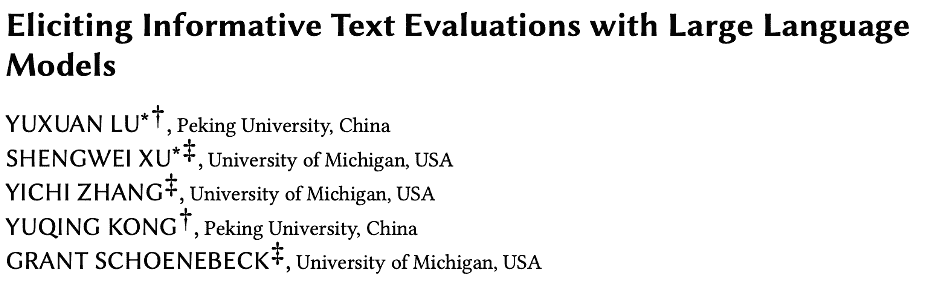 Eliciting Informative Text Evaluations with Large Language
Models
YUXUAN LU*†, Peking University, China
SHENGWEI XU*‡, University of Michigan, USA
YICHI ZHANG‡, University of Michigan, USA
YUQING KONG†, Peking University, China
GRANT SCHOENEBECK‡, University of Michigan, USA